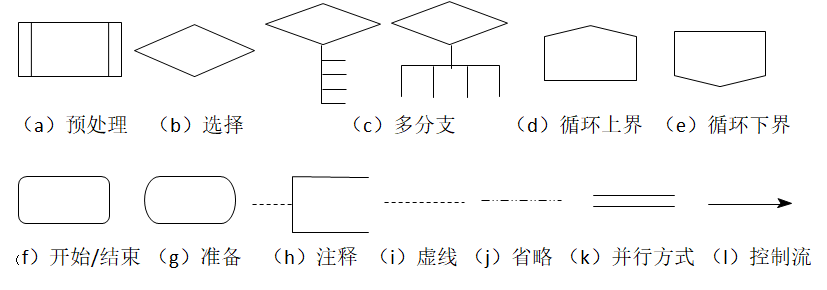 （a）预处理 （b）选择 （c）多分支 （d）循环上界 （e）循环下界
（f）开始/结束 （g）准备 （h）注释 （i）虚线 （j）省略 （k）并行方式 （l）控制流